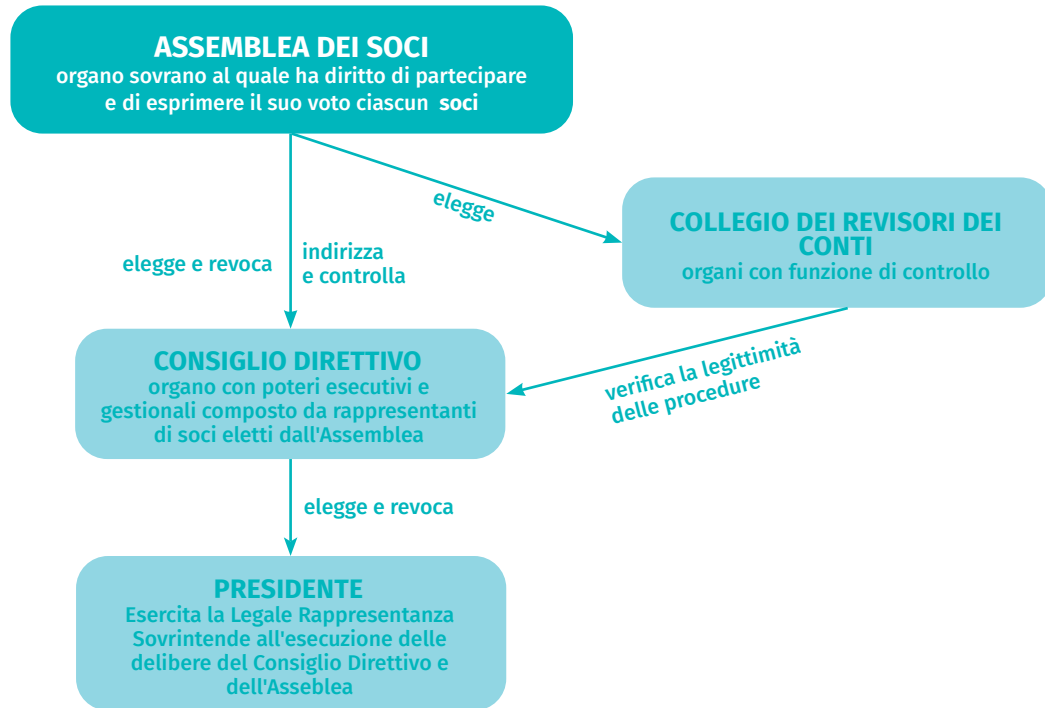 ASSEMBLEA DEI SOCI
organo sovrano al quale ha diritto di partecipare
e di esprimere il suo voto ciascun soci
elegge
COLLEGIO DEI REVISORI DEI
CONTI
organi con funzione di controllo
elegge e revoca
indirizza
e controlla
CONSIGLIO DIRETTIVO
organo con poteri esecutivi e
gestionali composto da rappresentanti
di soci eletti dall'Assemblea
verifica la legittimità
delle procedure
elegge e revoca
PRESIDENTE
Esercita la Legale Rappresentanza
Sovrintende all'esecuzione delle
delibere del Consiglio Direttivo e
dell'Asseblea